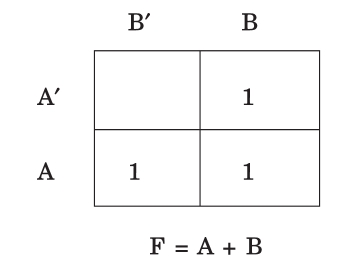 B′ B
A′ 1
A 1 1
F = A + B